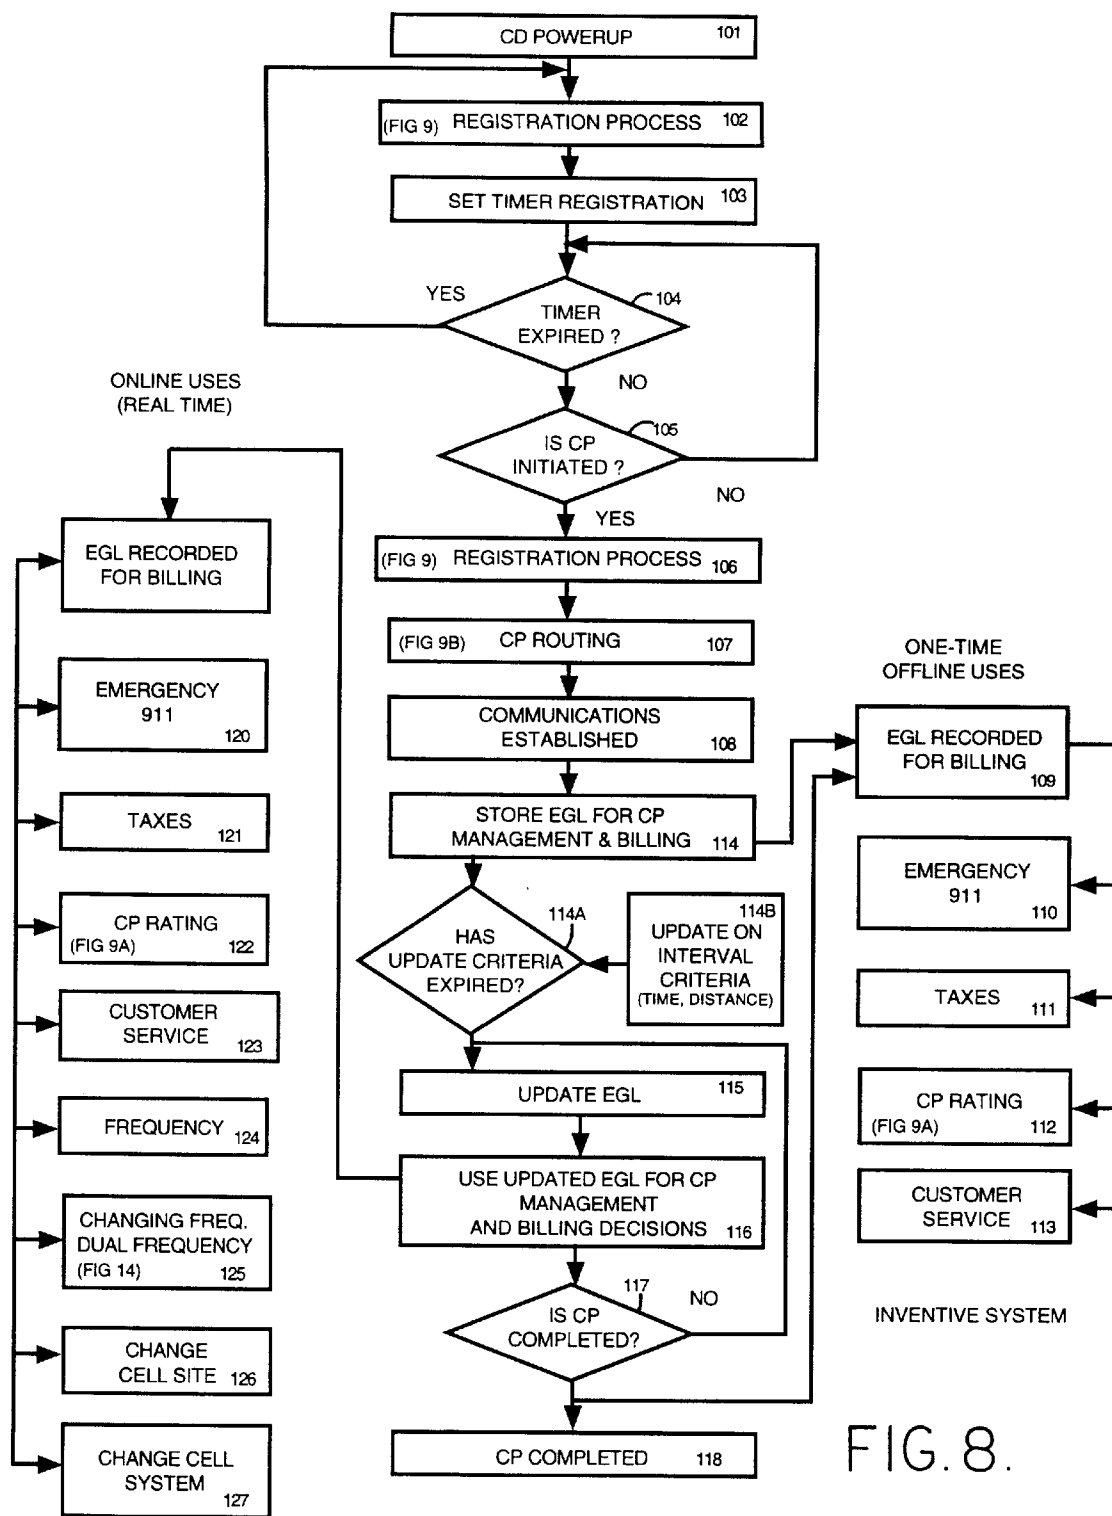 CD POWERUP 101
(FIG 9) REGISTRATION PROCESS 102
SET TIMER REGISTRATION 103
YES
104
TIMER
EXPIRED ?
NO
105
IS CP
INITIATED ?
NO
YES
(FIG 9) REGISTRATION PROCESS 106
(FIG 9B) CP ROUTING 107
COMMUNICATIONS
ESTABLISHED 108
STORE EGL FOR CP
MANAGEMENT & BILLING 114
114A
HAS
UPDATE CRITERIA
EXPIRED?
114B
UPDATE ON
INTERVAL
CRITERIA
(TIME, DISTANCE)
UPDATE EGL 115
USE UPDATED EGL FOR CP
MANAGEMENT
AND BILLING DECISIONS 116
117
IS CP
COMPLETED?
NO
CP COMPLETED 118
ONLINE USES
(REAL TIME)
EGL RECORDED
FOR BILLING
EMERGENCY
911
120
TAXES
121
CP RATING
(FIG 9A) 122
CUSTOMER
SERVICE 123
FREQUENCY 124
CHANGING FREQ.
DUAL FREQUENCY
(FIG 14) 125
CHANGE
CELL SITE 126
CHANGE CELL
SYSTEM
127
ONE-TIME
OFFLINE USES
EGL RECORDED
FOR BILLING
109
EMERGENCY
911
110
TAXES
111
CP RATING
(FIG 9A) 112
CUSTOMER
SERVICE 113
INVENTIVE SYSTEM
FIG. 8.